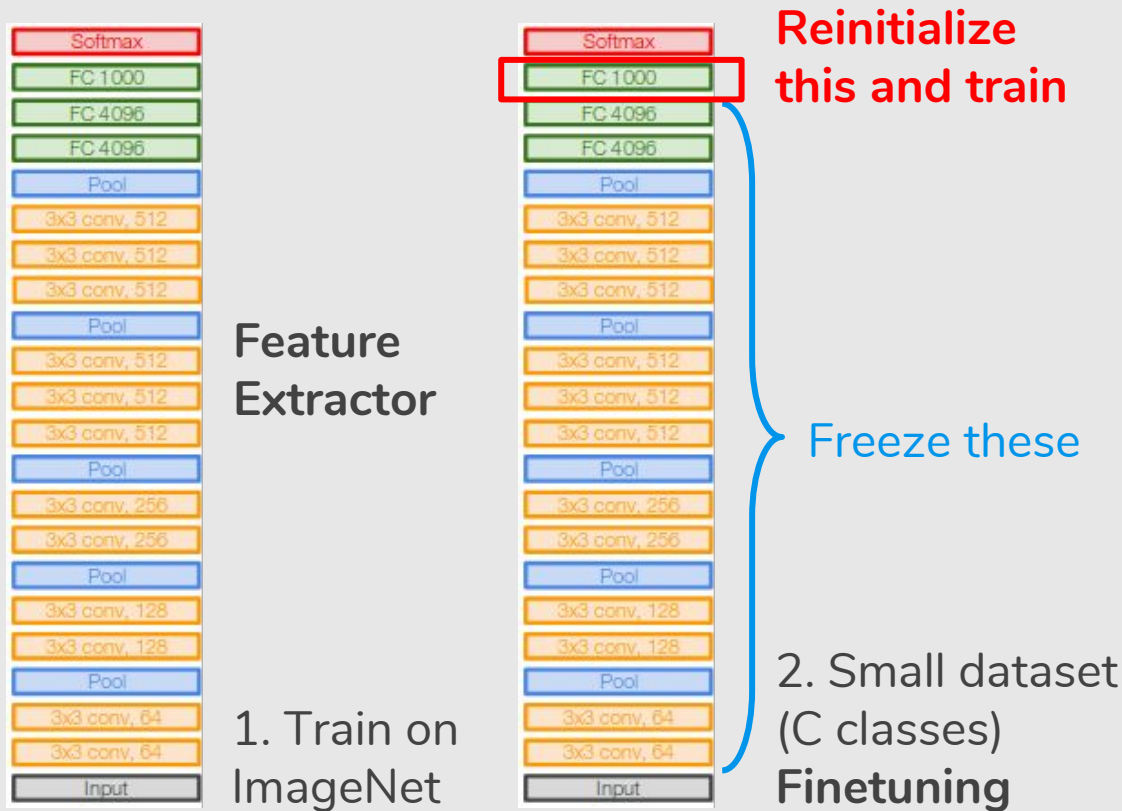 Softmax
FC 1000
FC 4096
FC 4096
Pool
3x3 conv, 512
3x3 conv, 512
3x3 conv, 512
Pool
3x3 conv, 512
3x3 conv, 512
3x3 conv, 512
Pool
3x3 conv, 256
3x3 conv, 256
Pool
3x3 conv, 128
3x3 conv, 128
Pool
3x3 conv, 64
3x3 conv, 64
Input
Feature
Extractor
1. Train on
ImageNet
Softmax
FC 1000
FC 4096
FC 4096
Pool
3x3 conv, 512
3x3 conv, 512
3x3 conv, 512
Pool
3x3 conv, 512
3x3 conv, 512
3x3 conv, 512
Pool
3x3 conv, 256
3x3 conv, 256
Pool
3x3 conv, 128
3x3 conv, 128
Pool
3x3 conv, 64
3x3 conv, 64
Input
Reinitialize
this and train
Freeze these
2. Small dataset
(C classes)
Finetuning